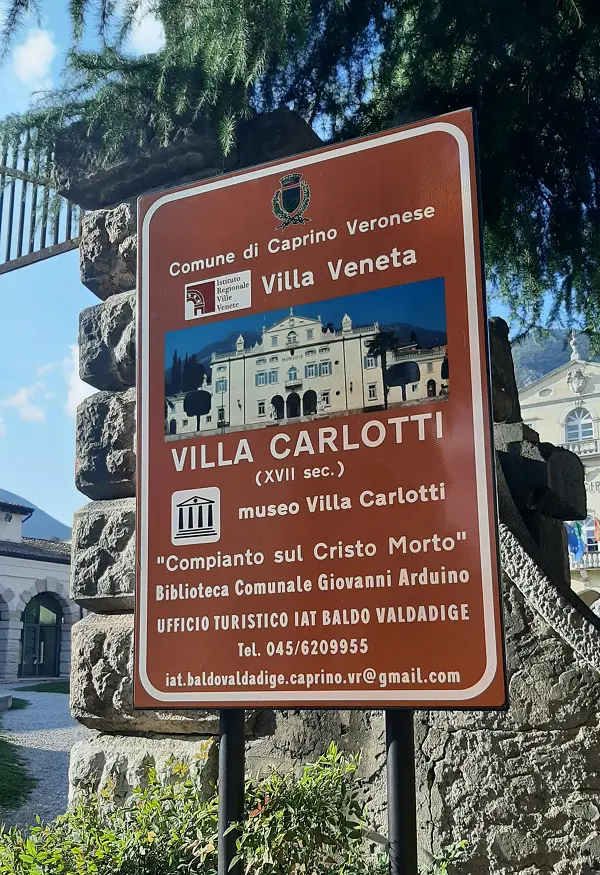 Comune di Caprino Veronese
Istituto
Regionale
Ville
Venete
Villa Veneta
MUNICIPIO
VILLA CARLOTTI
(XVII sec.)
museo Villa Carlotti
"Compianto sul Cristo Morto"
Biblioteca Comunale Giovanni Arduino
UFFICIO TURISTICO IAT BALDO VALDADIGE
Tel. 045/6209955
iat.baldovaldadige.caprino.vr@gmail.com